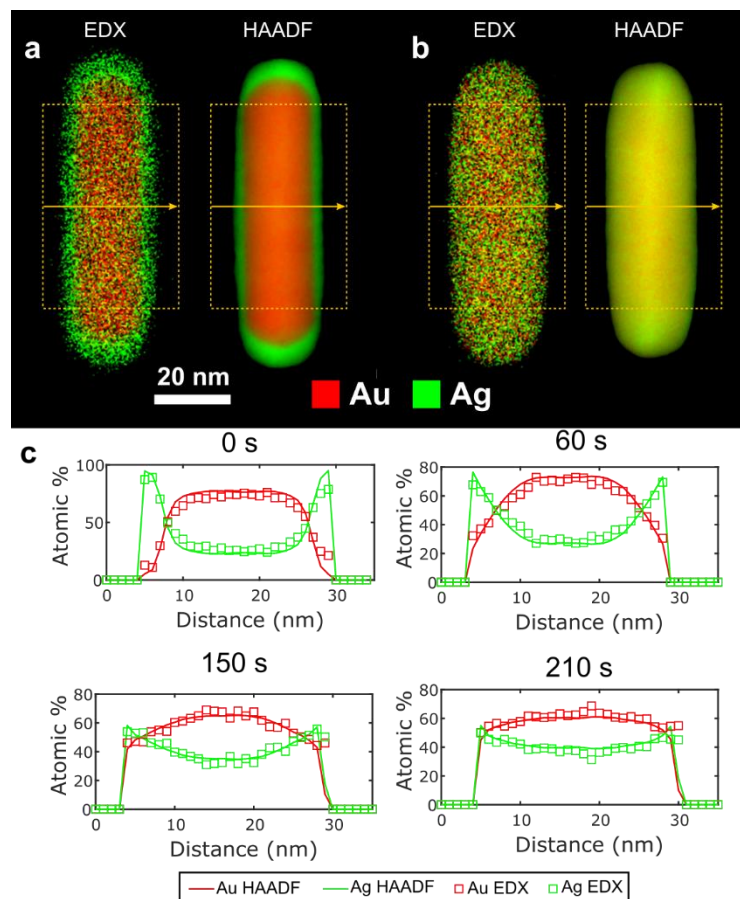 EDX HAADF EDX HAADF
a b
20 nm Au Ag
c 0 s 60 s
Atomic %
100
50
0
0 10 20 30
Distance (nm)
Atomic %
80
60
40
20
0
0 10 20 30
Distance (nm)
150 s 210 s
Atomic %
80
60
40
20
0
0 10 20 30
Distance (nm)
Atomic %
80
60
40
20
0
0 10 20 30
Distance (nm)
Au HAADF Ag HAADF Au EDX Ag EDX